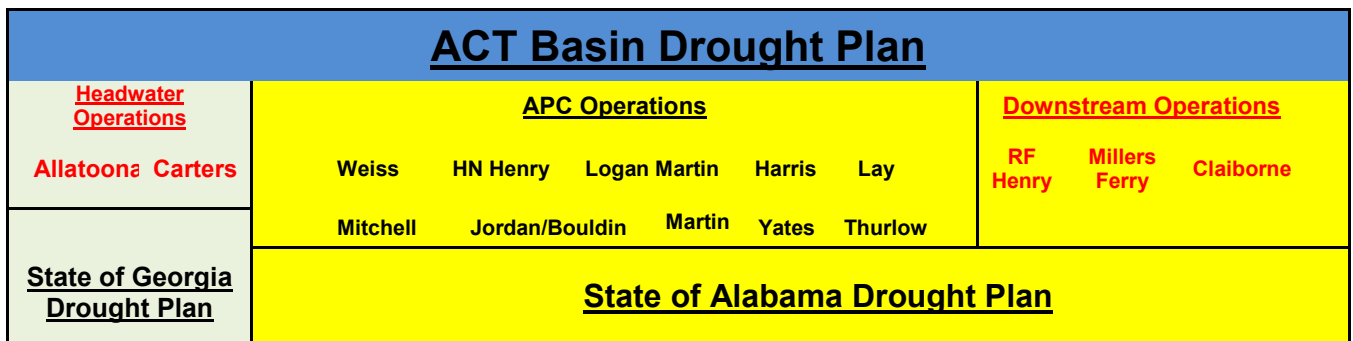 ACT Basin Drought Plan
Headwater
Operations
Allatoona Carters
APC Operations
Weiss HN Henry Logan Martin Harris Lay
Mitchell Jordan/Bouldin Martin Yates Thurlow
Downstream Operations
RF Henry Millers Ferry Claiborne
State of Georgia
Drought Plan
State of Alabama Drought Plan